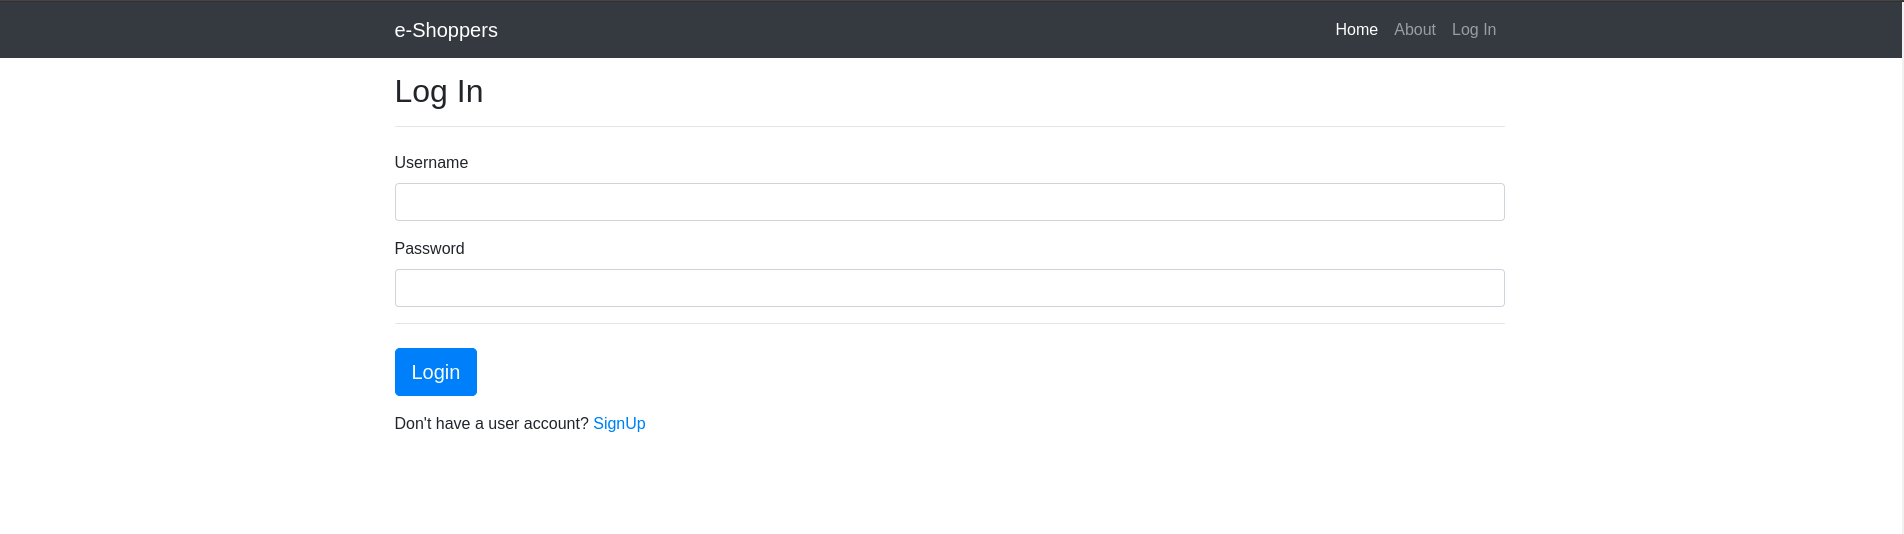 e-Shoppers Home About Log In
Log In
Username
Password
Login
Don't have a user account? SignUp